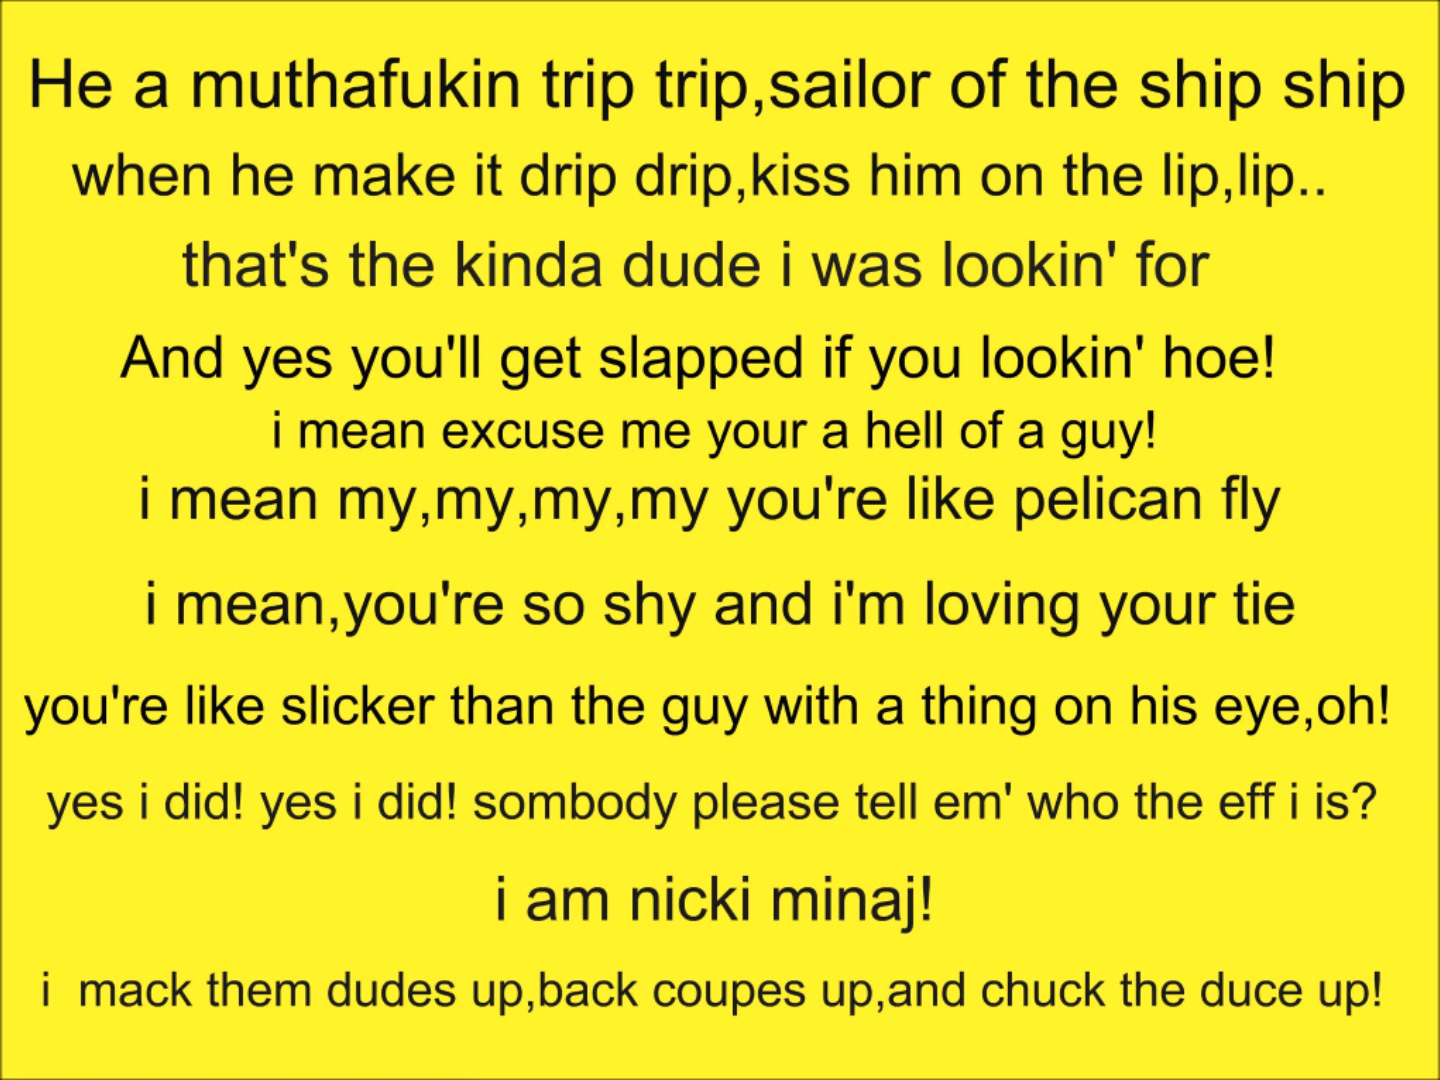 He a muthafukin trip trip,sailor of the ship ship
when he make it drip drip,kiss him on the lip,lip..
that's the kinda dude i was lookin' for
And yes you'll get slapped if you lookin' hoe!
i mean excuse me your a hell of a guy!
i mean my,my,my,my you're like pelican fly
i mean,you're so shy and i'm loving your tie
you're like slicker than the guy with a thing on his eye,oh!
yes i did! yes i did! sombody please tell em' who the eff i is?
i am nicki minaj!
i  mack them dudes up,back coupes up,and chuck the duce up!